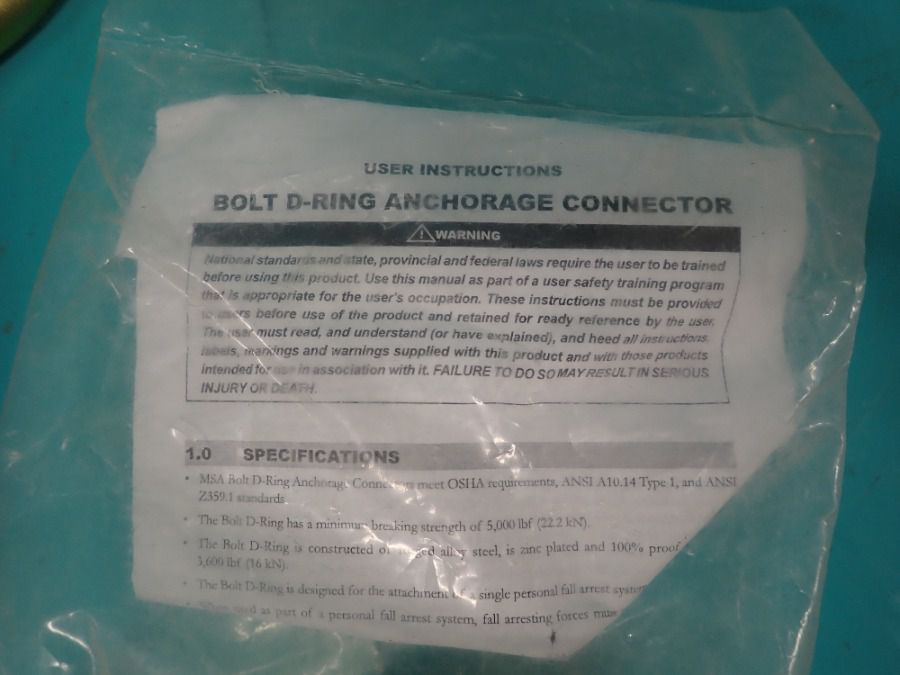 USER INSTRUCTIONS
BOLT D-RING ANCHORAGE CONNECTOR
WARNING
National standards and state, provincial and federal laws require the user to be trained
before using this product. Use this manual as part of a user safety training program
that is appropriate for the user's occupation. These instructions must be provided
to users before use of the product and retained for ready reference by the user.
The user must read, and understand (or have explained), and heed all instructions,
labels, markings and warnings supplied with this product and with those products
intended for use in association with it. FAILURE TO DO SO MAY RESULT IN SERIOUS
INJURY OR DEATH.
1.0 SPECIFICATIONS
• MSA Bolt D-Ring Anchorage Connectors meet OSHA requirements, ANSI A10.14 Type 1, and ANSI
Z359.1 standards
• The Bolt D-Ring has a minimum breaking strength of 5,000 lbf (22.2 kN).
• The Bolt D-Ring is constructed of forged alloy steel, is zinc plated and 100% proof
3,600 lbf (16 kN).
• The Bolt D-Ring is designed for the attachment of a single personal fall arrest system
• When used as part of a personal fall arrest system, fall arresting forces must